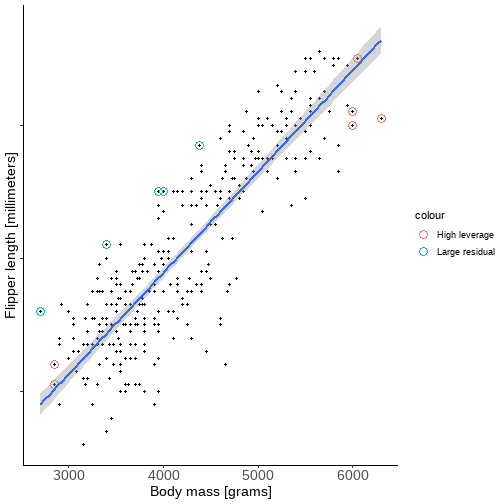 Flipper length [millimeters]
3000 4000 5000 6000
Body mass [grams]
colour
High leverage
Large residual